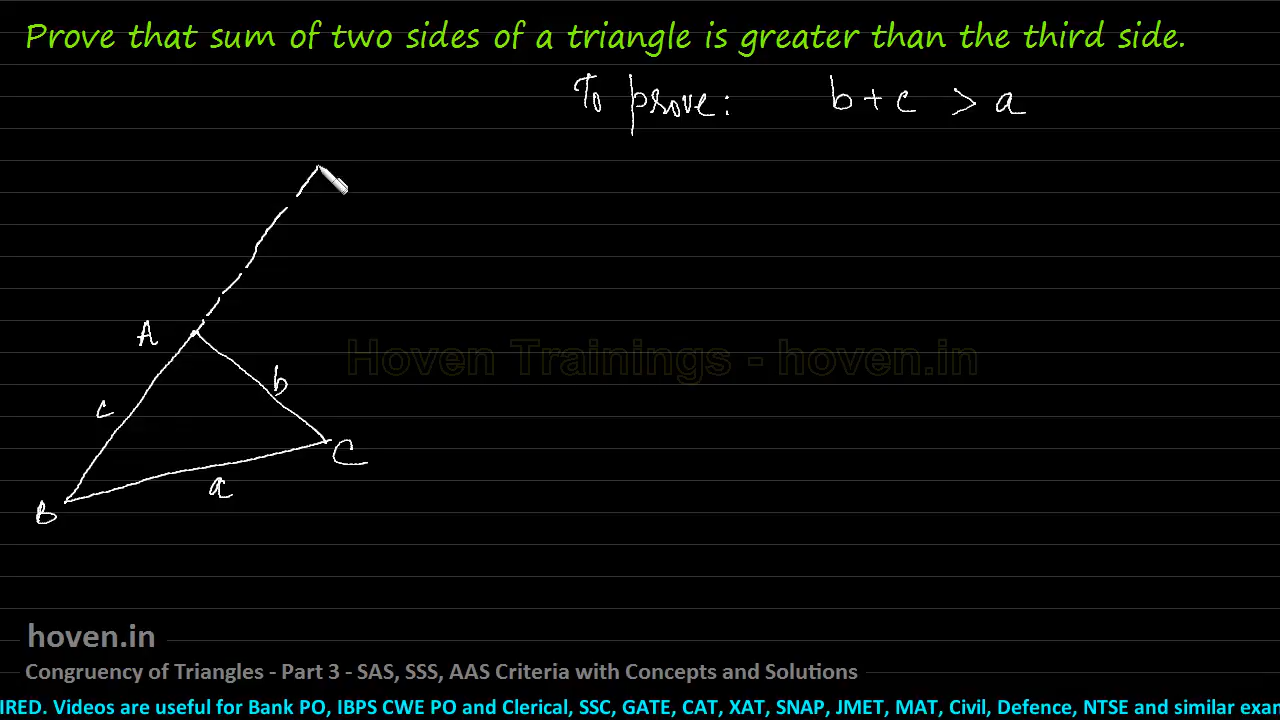 Prove that sum of two sides of a triangle is greater than the third side.
To prove: b+c > a
A
b
c
C
a
B
Hoven Trainings - hoven.in
hoven.in
Congruency of Triangles - Part 3 - SAS, SSS, AAS Criteria with Concepts and Solutions
IRED. Videos are useful for Bank PO, IBPS CWE PO and Clerical, SSC, GATE, CAT, XAT, SNAP, JMET, MAT, Civil, Defence, NTSE and similar exa